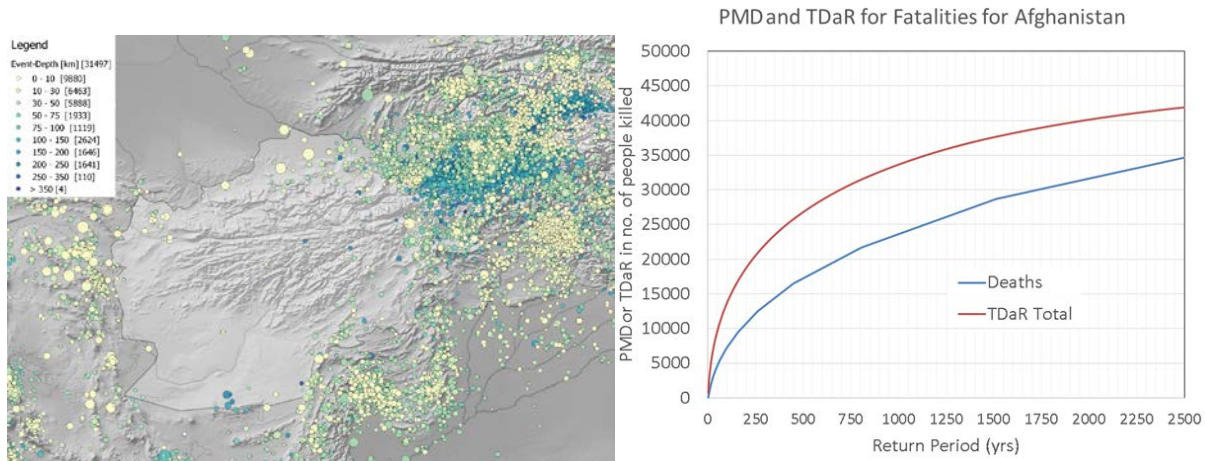 Legend
Event-Depth [km] [31497]
0 - 10 [9880]
10 - 30 [6463]
30 - 50 [5888]
50 - 75 [1933]
75 - 100 [1119]
100 - 150 [2624]
150 - 200 [1646]
200 - 250 [1641]
250 - 350 [110]
> 350 [4]
PMD and TDaR for Fatalities for Afghanistan
PMD or TDaR in no. of people killed
50000
45000
40000
35000
30000
25000
20000
15000
10000
5000
0
Deaths
TDaR Total
0 250 500 750 1000 1250 1500 1750 2000 2250 2500
Return Period (yrs)